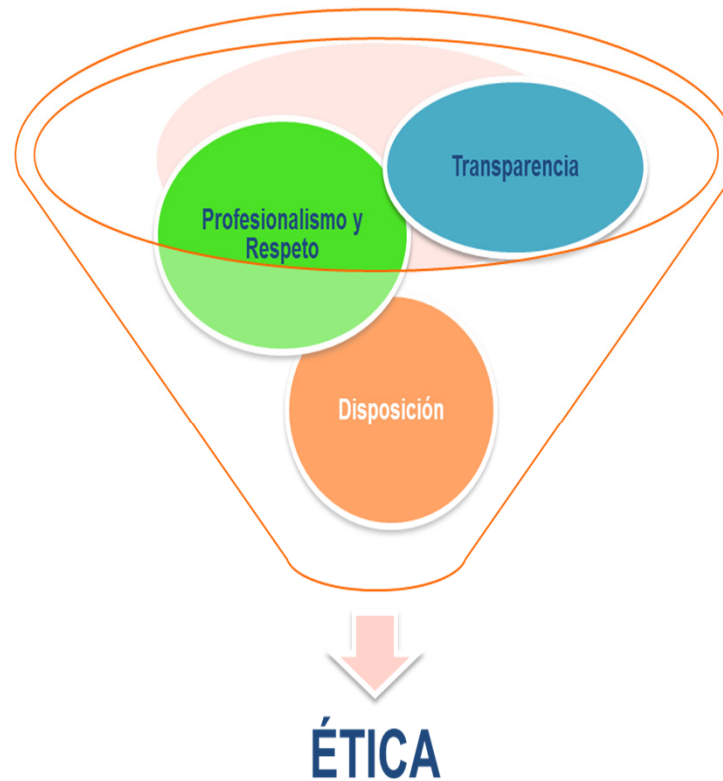 Transparencia
Profesionalismo y
Respeto
Disposición
ÉTICA